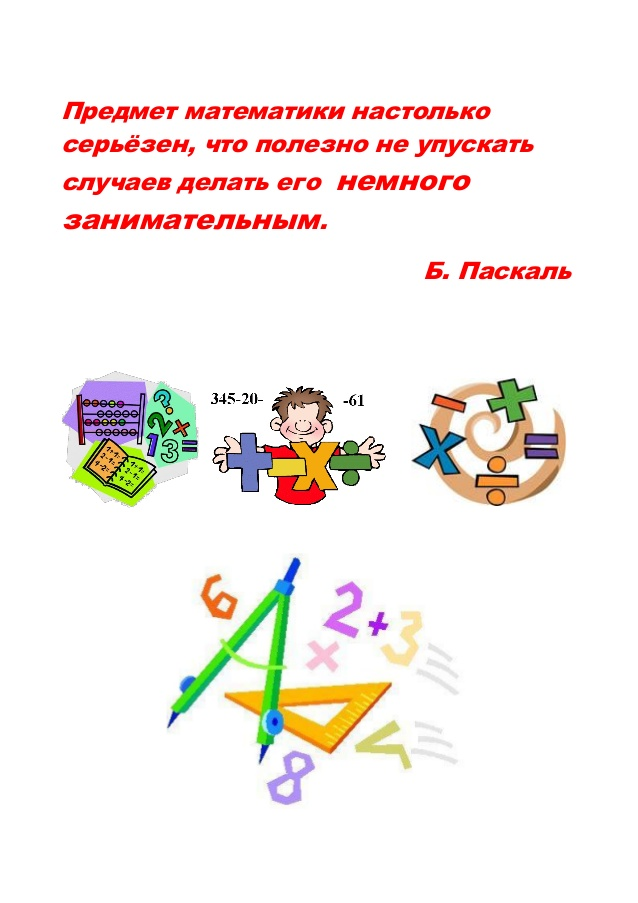 Предмет математики настолько
серьёзен, что полезно не упускать
случаев делать его немного
занимательным.
Б. Паскаль
345-20- -61